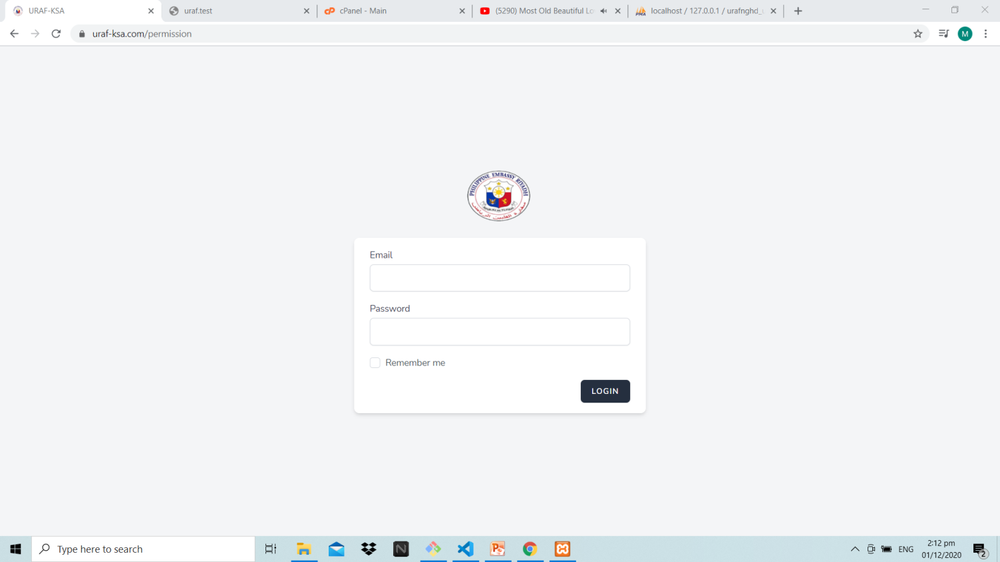 URAF-KSA
uraf.test
cPanel - Main
(5290) Most Old Beautiful Lo
localhost / 127.0.0.1 / urafnghd_u
uraf-ksa.com/permission
M
PHILIPPINE EMBASSY RIYADH
Email
Password
Remember me
LOGIN
Type here to search
ENG
2:12 pm
01/12/2020
2